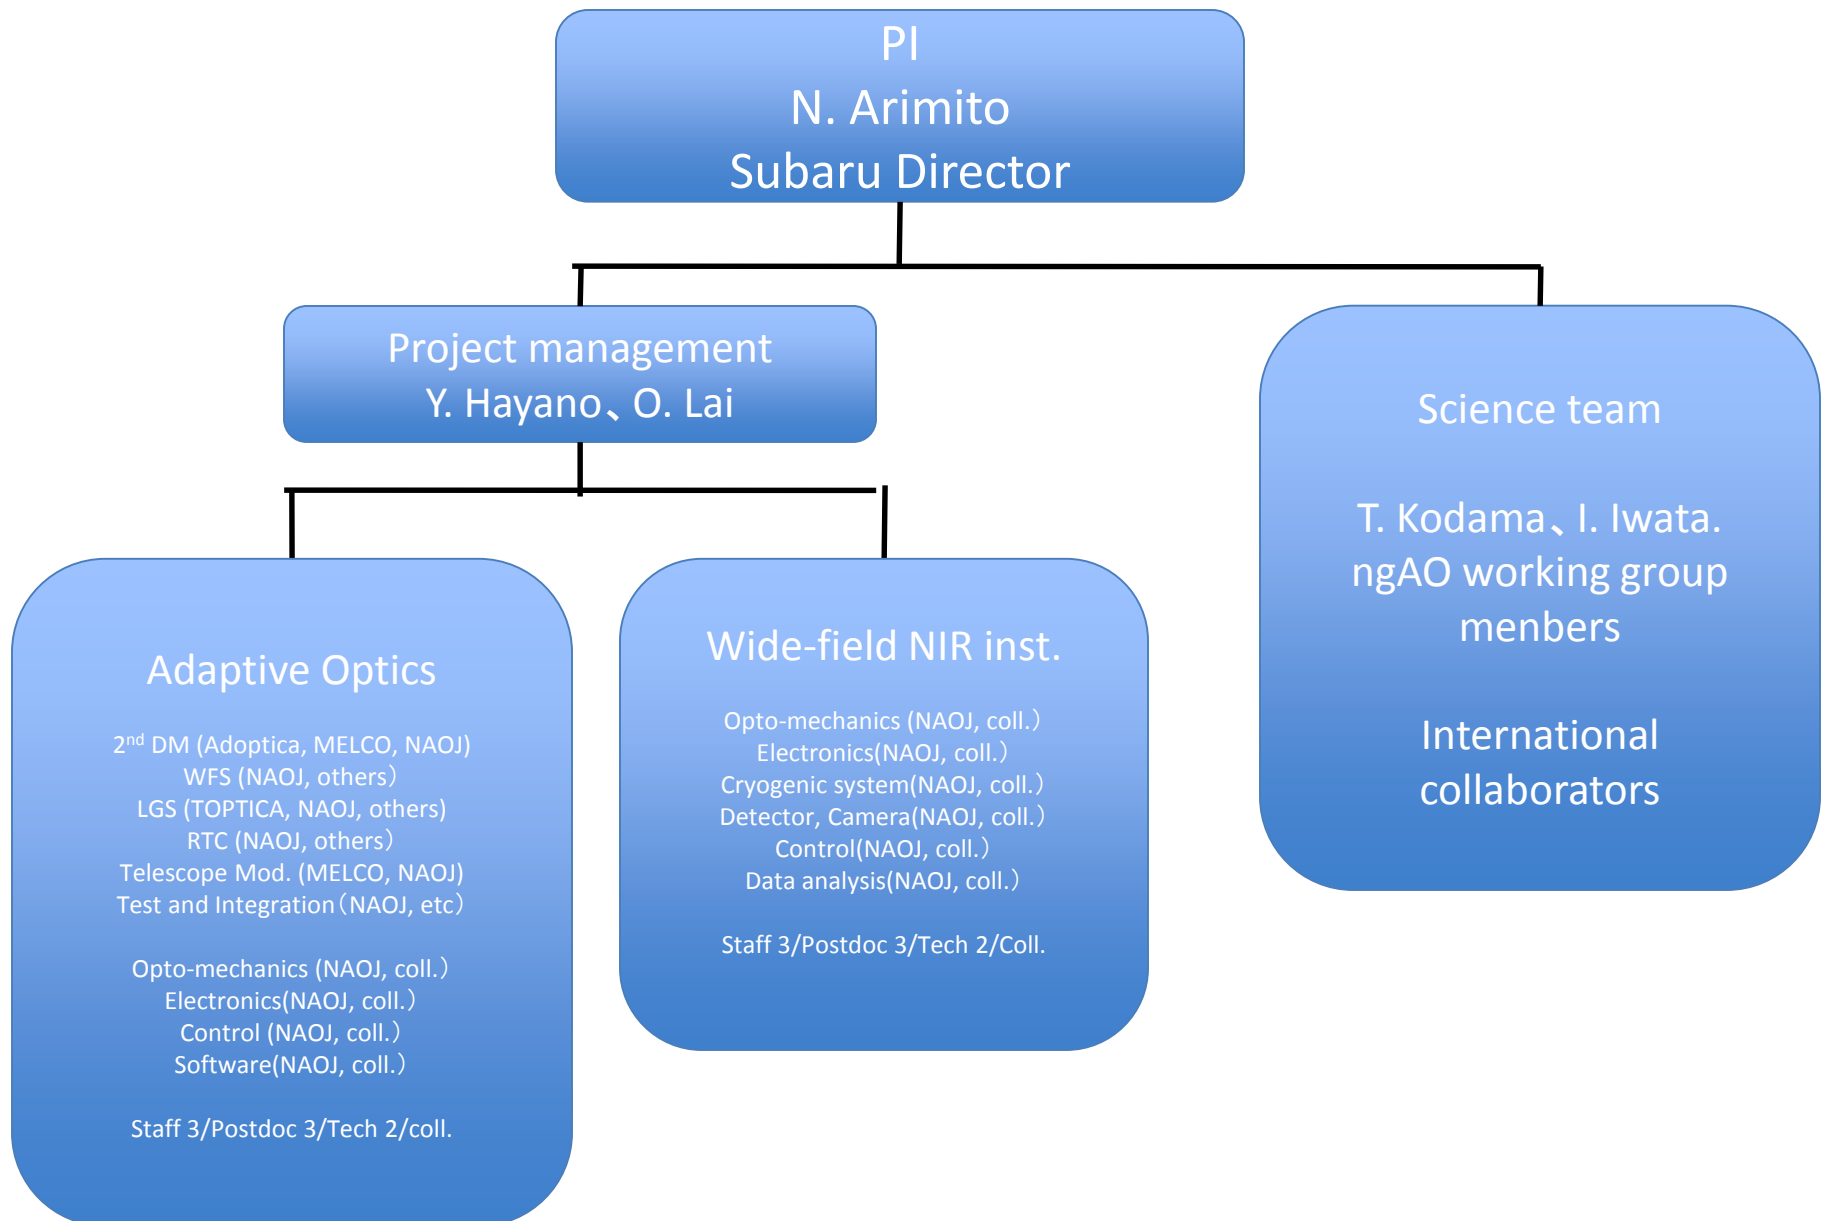 PI
N. Arimito
Subaru Director
Project management
Y. Hayano、O. Lai
Science team
T. Kodama、I. Iwata.
ngAO working group
menbers
International
collaborators
Adaptive Optics
2nd DM (Adoptica, MELCO, NAOJ)
WFS (NAOJ, others）
LGS (TOPTICA, NAOJ, others)
RTC (NAOJ, others）
Telescope Mod. (MELCO, NAOJ)
Test and Integration（NAOJ, etc）
Opto-mechanics (NAOJ, coll.）
Electronics(NAOJ, coll.）
Control (NAOJ, coll.）
Software(NAOJ, coll.）
Staff 3/Postdoc 3/Tech 2/coll.
Wide-field NIR inst.
Opto-mechanics (NAOJ, coll.）
Electronics(NAOJ, coll.）
Cryogenic system(NAOJ, coll.）
Detector, Camera(NAOJ, coll.）
Control(NAOJ, coll.）
Data analysis(NAOJ, coll.）
Staff 3/Postdoc 3/Tech 2/Coll.